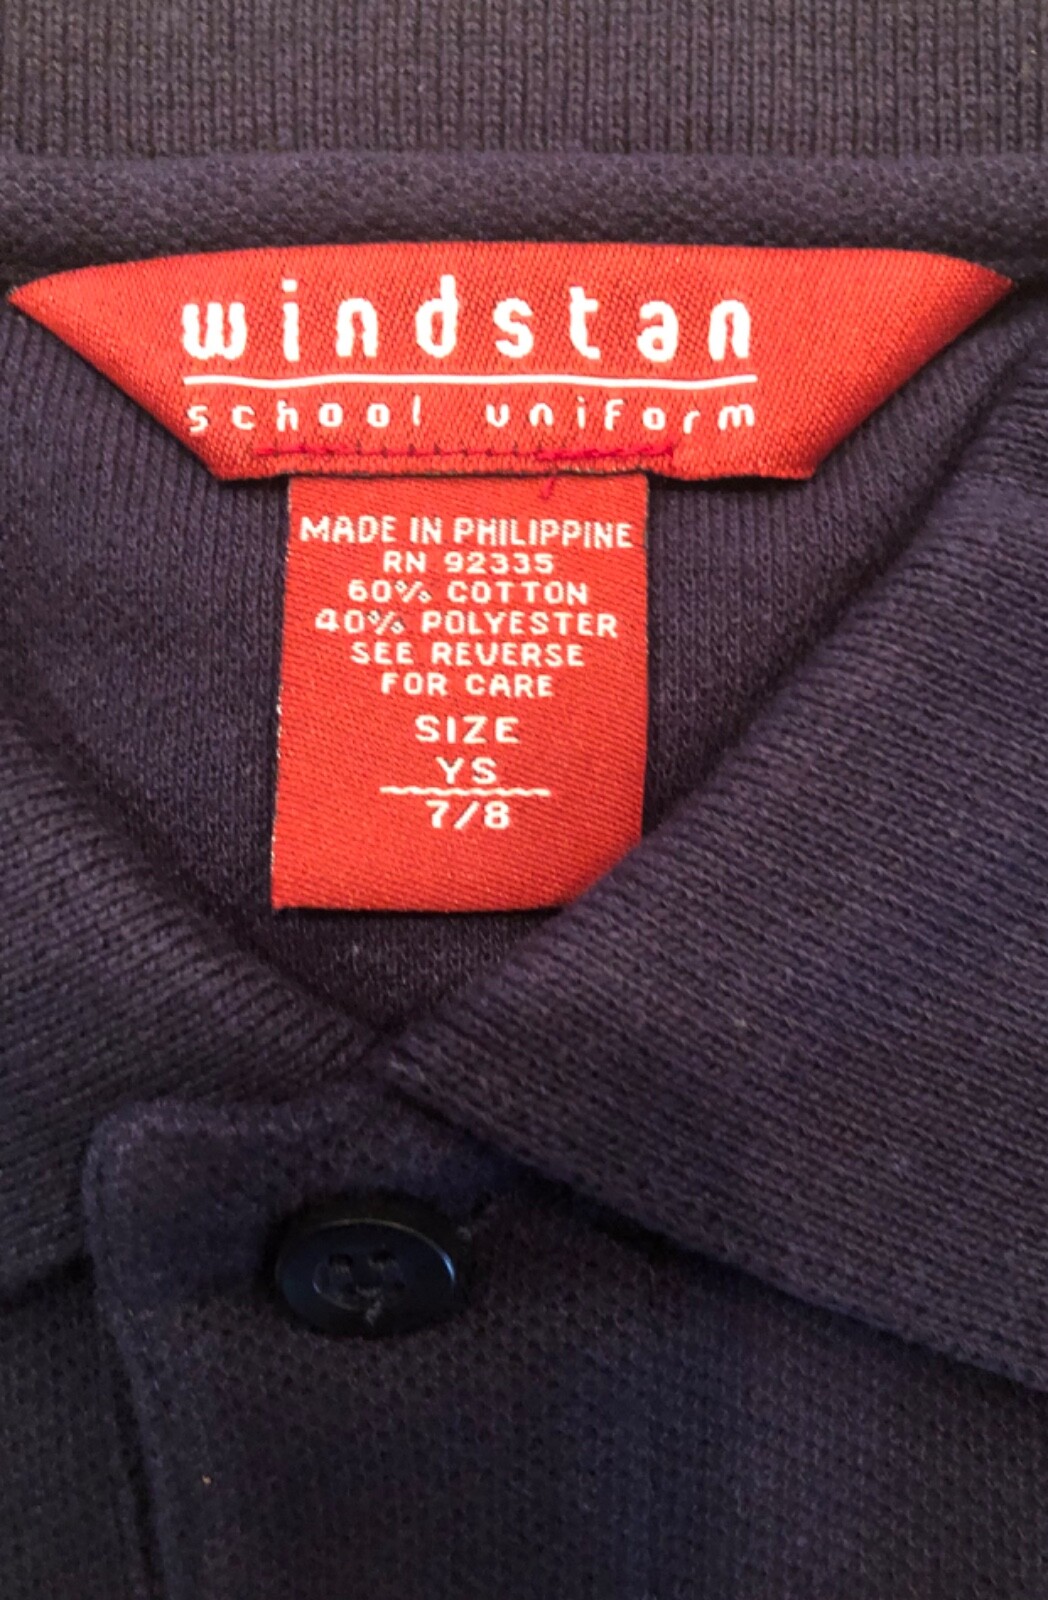 windstan
school uniform
MADE IN PHILIPPINE
RN 92335
60% COTTON
40% POLYESTER
SEE REVERSE
FOR CARE
SIZE
YS
7/8